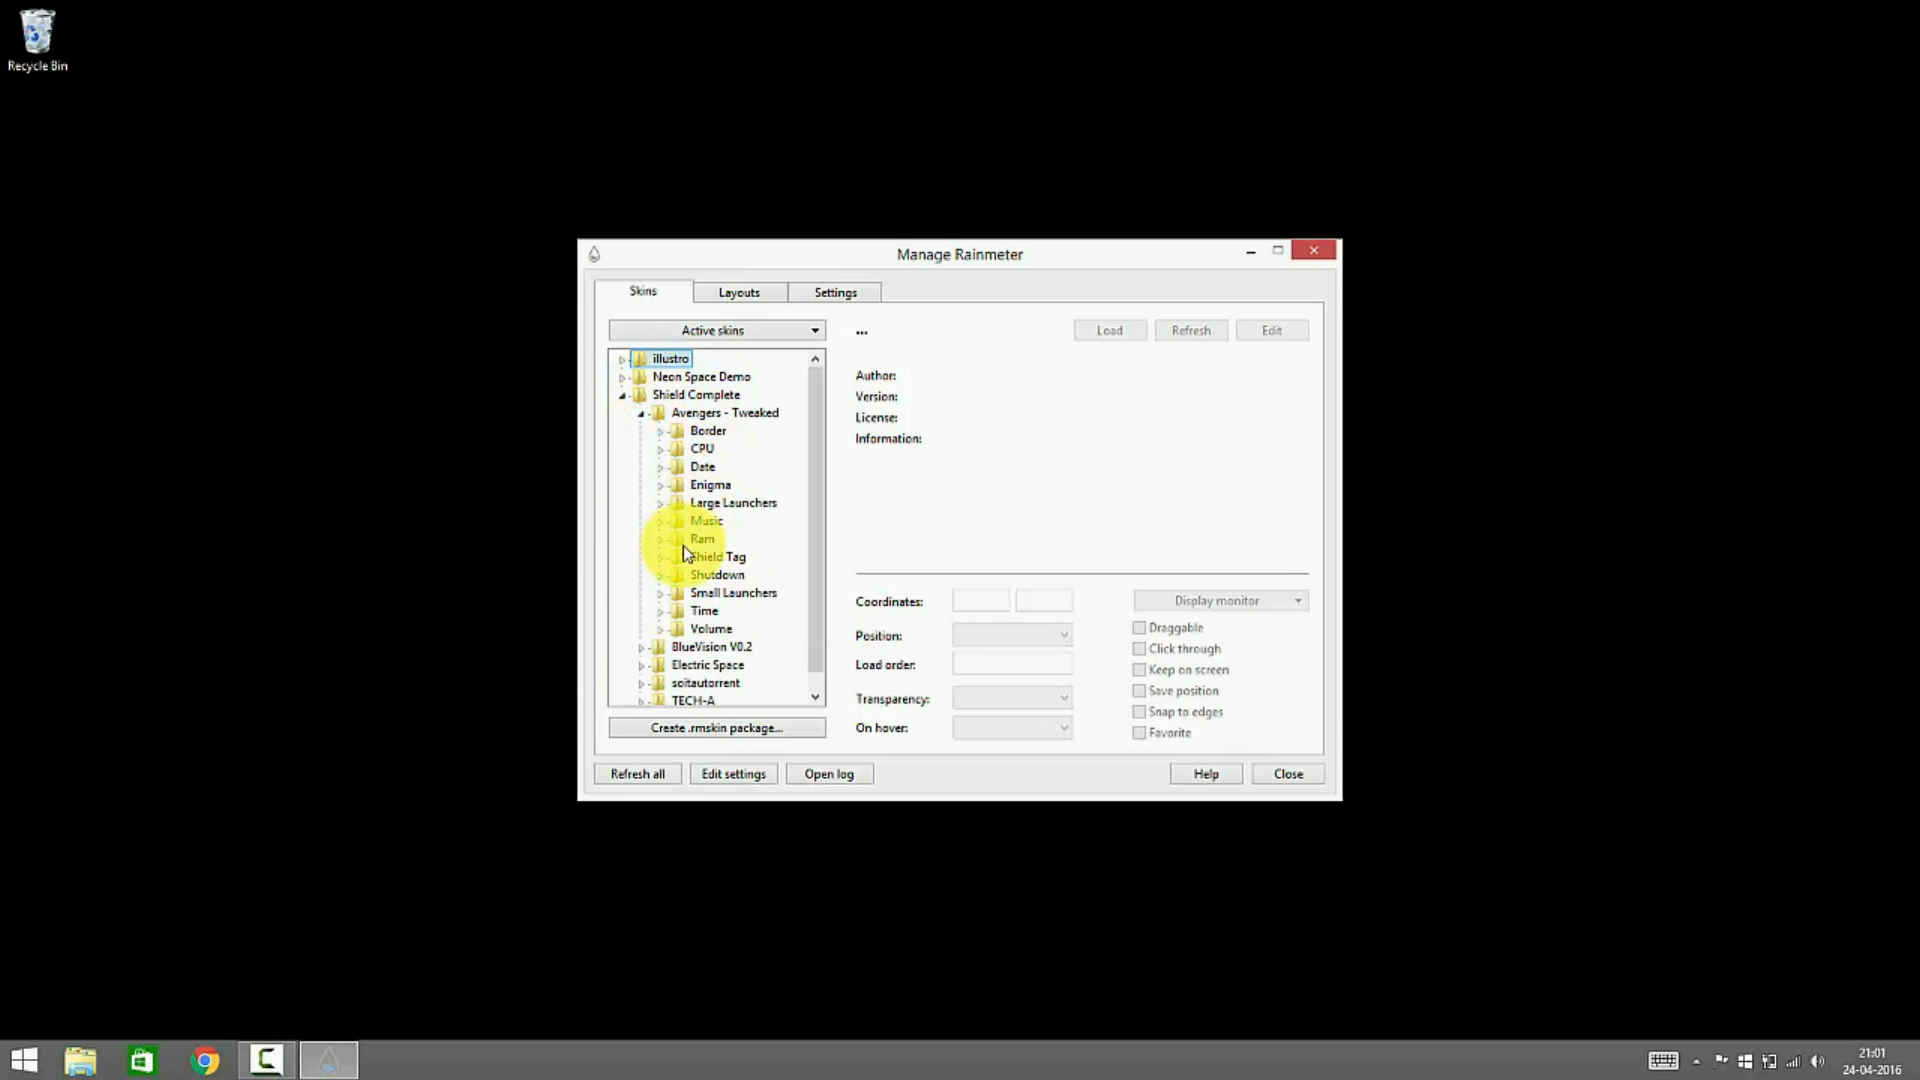 Recycle Bin
Manage Rainmeter
Skins
Layouts
Settings
Active skins
...
Load
Refresh
Edit
illustro
Neon Space Demo
Shield Complete
Avengers - Tweaked
Border
CPU
Date
Enigma
Large Launchers
Music
Ram
Shield Tag
Shutdown
Small Launchers
Time
Volume
BlueVision V0.2
Electric Space
soitautorrent
TECH-A
Author:
Version:
License:
Information:
Coordinates:
Display monitor
Position:
Draggable
Click through
Load order:
Keep on screen
Transparency:
Save position
Snap to edges
On hover:
Favorite
Create .rmskin package...
Refresh all
Edit settings
Open log
Help
Close
21:01
24-04-2016